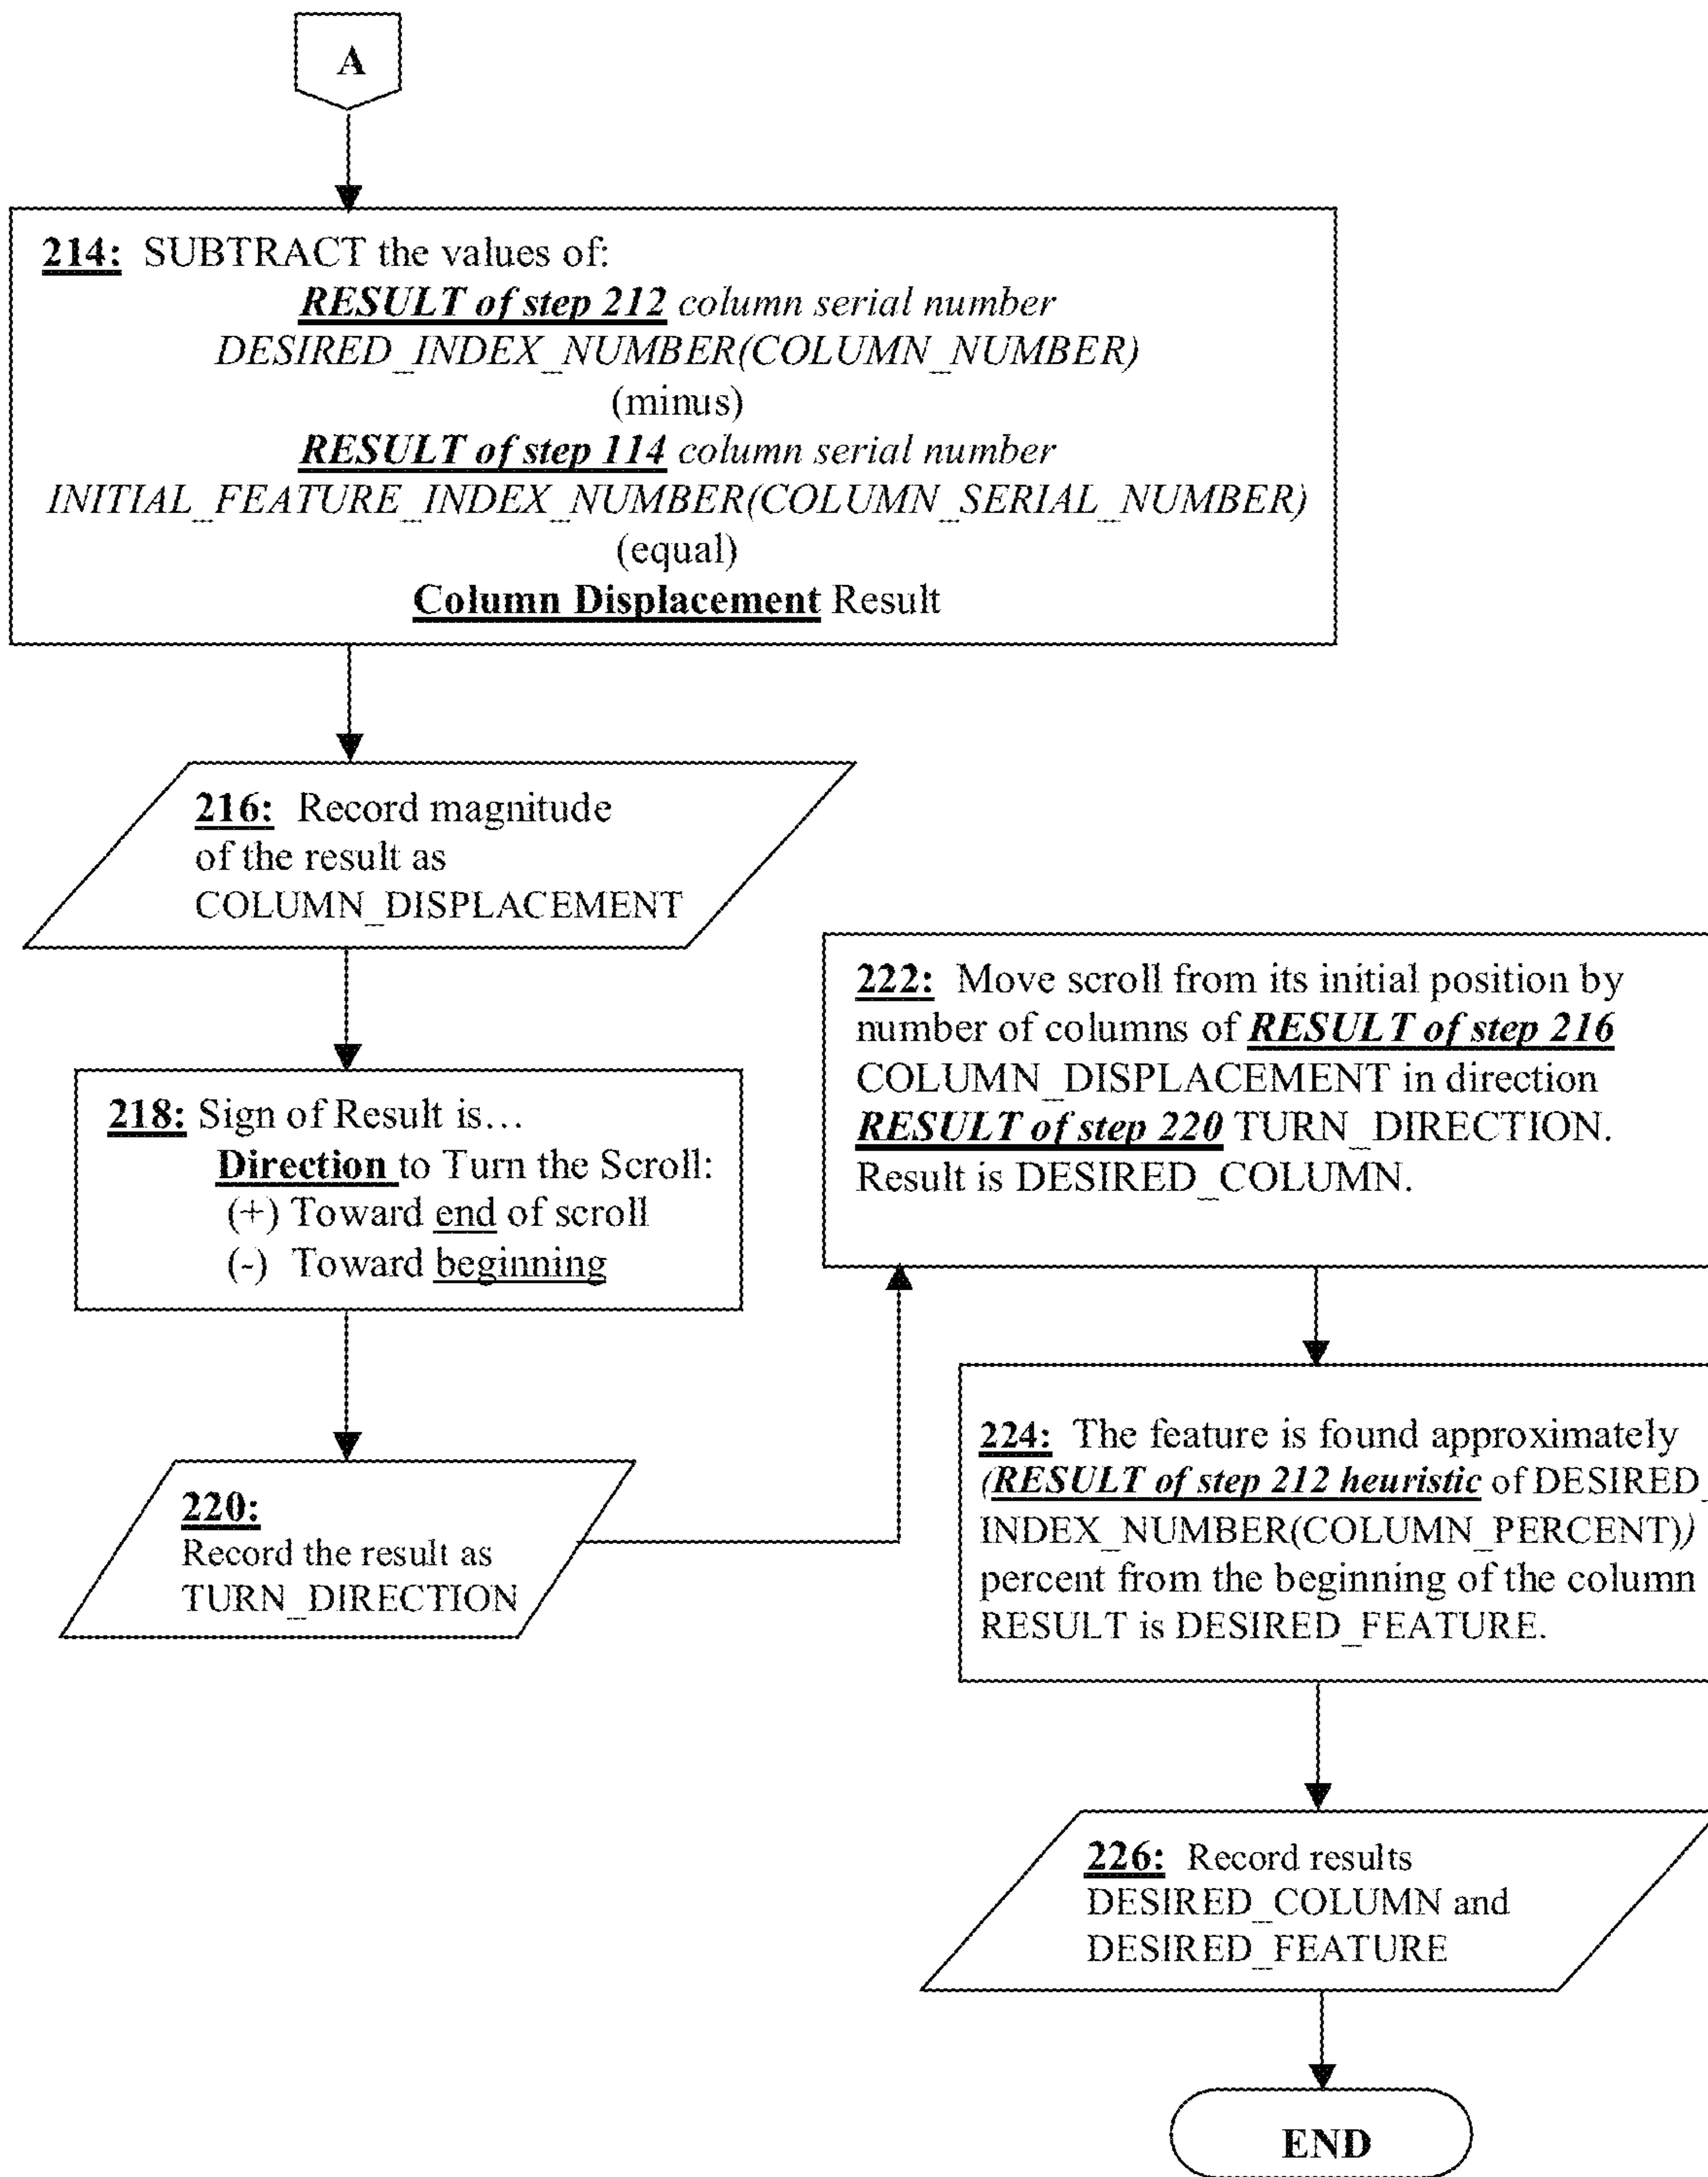 A
214: SUBTRACT the values of:
RESULT of step 212 column serial number
DESIRED_INDEX_NUMBER(COLUMN_NUMBER)
(minus)
RESULT of step 114 column serial number
INITIAL_FEATURE_INDEX_NUMBER(COLUMN_SERIAL_NUMBER)
(equal)
Column Displacement Result
216: Record magnitude
of the result as
COLUMN_DISPLACEMENT
218: Sign of Result is...
Direction to Turn the Scroll:
(+) Toward end of scroll
(-) Toward beginning
220:
Record the result as
TURN_DIRECTION
222: Move scroll from its initial position by
number of columns of RESULT of step 216
COLUMN_DISPLACEMENT in direction
RESULT of step 220 TURN_DIRECTION.
Result is DESIRED_COLUMN.
224: The feature is found approximately
(RESULT of step 212 heuristic of DESIRED_
INDEX_NUMBER(COLUMN_PERCENT))
percent from the beginning of the column
RESULT is DESIRED_FEATURE.
226: Record results
DESIRED_COLUMN and
DESIRED_FEATURE
END